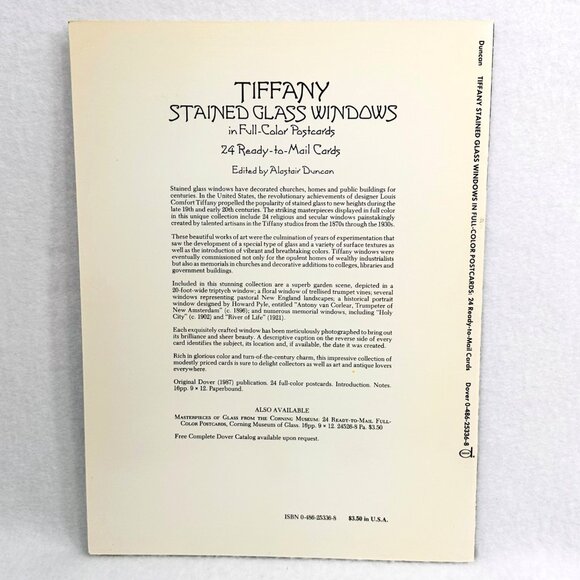 TIFFANY
STAINED GLASS WINDOWS
in Full-Color Postcards
24 Ready-to-Mail Cards
Edited by Alastair Duncan
Stained glass windows have decorated churches, homes and public buildings for
centuries. In the United States, the revolutionary achievements of designer Louis
Comfort Tiffany propelled the popularity of stained glass to new heights during the
late 19th and early 20th centuries. The striking masterpieces displayed in full color
in this unique collection include 24 religious and secular windows painstakingly
created by talented artisans in the Tiffany studios from the 1870s through the 1930s.
These beautiful works of art were the culmination of years of experimentation that
saw the development of a special type of glass and a variety of surface textures as
well as the introduction of vibrant and breathtaking colors. Tiffany windows were
eventually commissioned not only for the opulent homes of wealthy industrialists
but also as memorials in churches and decorative additions to colleges, libraries and
government buildings.
Included in this stunning collection are a superb garden scene, depicted in a
20-foot-wide triptych window; a floral window of trellised trumpet vines; several
windows representing pastoral New England landscapes; a historical portrait
window designed by Howard Pyle, entitled "Antony van Corlear, Trumpeter of
New Amsterdam" (c. 1896); and numerous memorial windows, including "Holy
City" (c. 1902) and "River of Life" (1921).
Each exquisitely crafted window has been meticulously photographed to bring out
its brilliance and sheer beauty. A descriptive caption on the reverse side of every
card identifies the subject, its location and, if available, the date it was created.
Rich in glorious color and turn-of-the-century charm, this impressive collection of
modestly priced cards is sure to delight collectors as well as art and antique lovers
everywhere.
Original Dover (1987) publication. 24 full-color postcards. Introduction. Notes.
16pp. 9 × 12. Paperbound.
ALSO AVAILABLE
MASTERPIECES OF GLASS FROM THE CORNING MUSEUM: 24 READY-TO-MAIL FULL-
COLOR POSTCARDS, Corning Museum of Glass. 16pp. 9 × 12. 24526-8 Pa. $3.50
Free Complete Dover Catalog available upon request.
ISBN 0-486-25336-8 $3.50 in U.S.A.
Duncan TIFFANY STAINED GLASS WINDOWS IN FULL-COLOR POSTCARDS: 24 Ready-to-Mail Cards Dover 0-486-25336-8